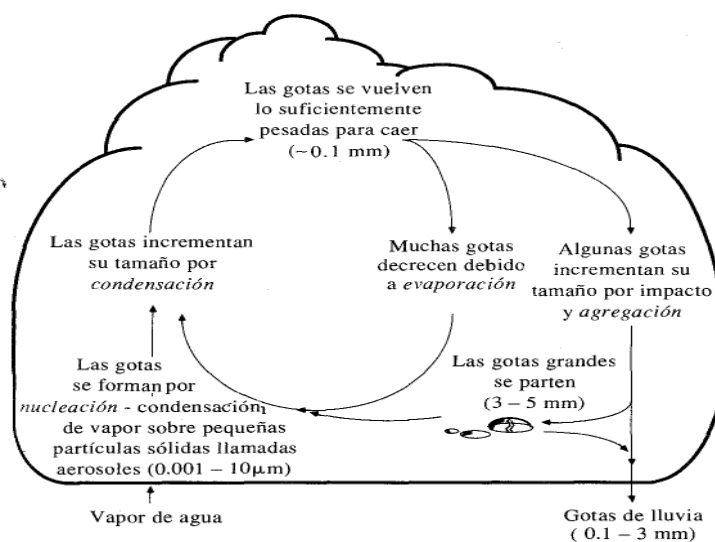 Las gotas se vuelven
lo suficientemente
pesadas para caer
(~0.1 mm)
Las gotas incrementan
su tamaño por
condensación
Muchas gotas
decrecen debido
a evaporación
Algunas gotas
incrementan su
tamaño por impacto
y agregación
Las gotas
se forman por
nucleación - condensación
de vapor sobre pequeñas
partículas sólidas llamadas
aerosoles (0.001 – 10μm)
Las gotas grandes
se parten
(3 – 5 mm)
Vapor de agua
Gotas de lluvia
( 0.1 – 3 mm)